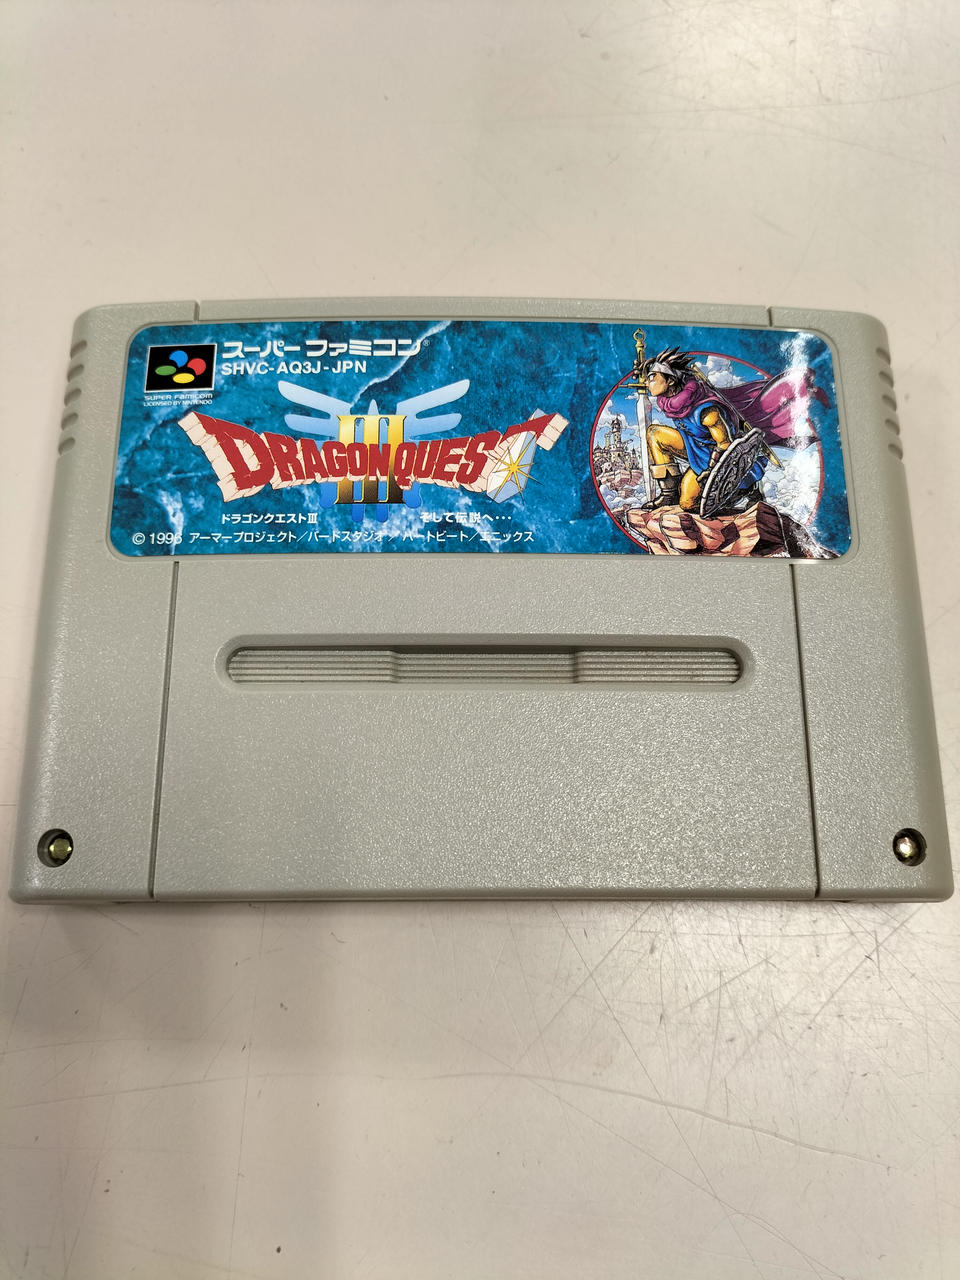 スーパーファミコン®
SHVC-AQ3J-JPN
SUPER FAMICOM
LICENSED BY NINTENDO
III
DRAGON QUEST
ドラゴンクエストIII そして伝説へ…
© 1996 アーマープロジェクト/バードスタジオ/ハートビート/エニックス